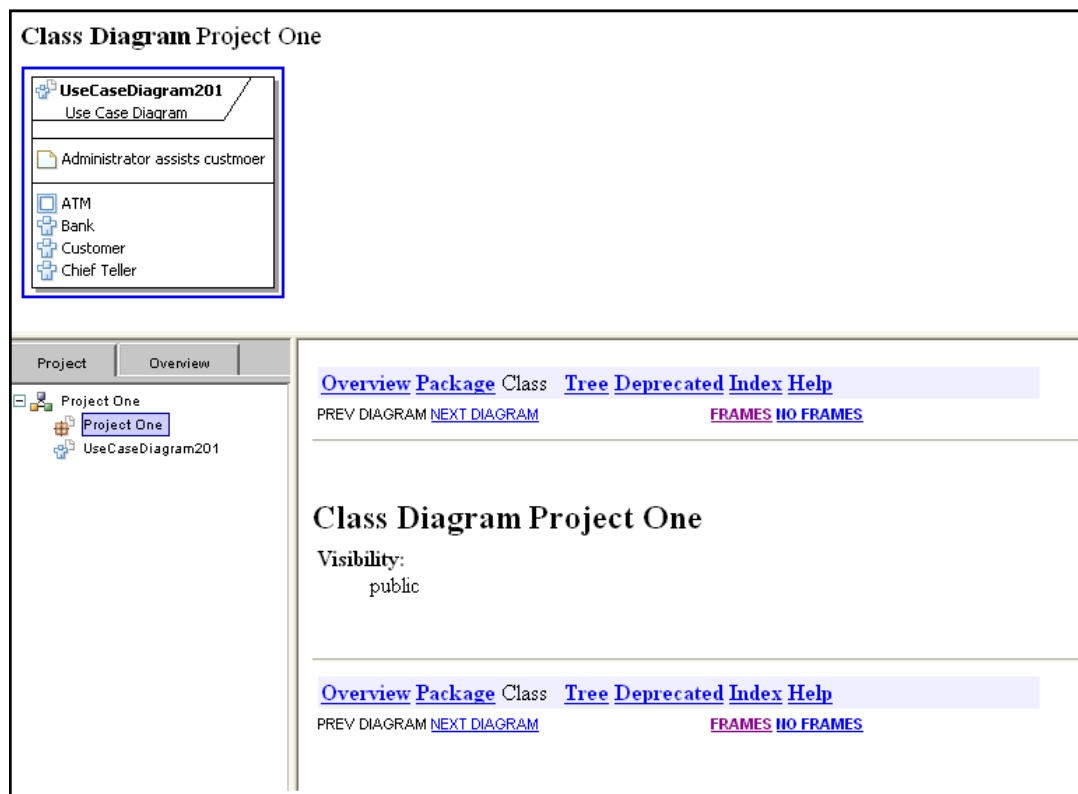 Class Diagram Project One
UseCaseDiagram201
Use Case Diagram
Administrator assists custmoer
ATM
Bank
Customer
Chief Teller
Project Overview
Project One
Project One
UseCaseDiagram201
Overview Package Class Tree Deprecated Index Help
PREV DIAGRAM NEXT DIAGRAM FRAMES NO FRAMES
Class Diagram Project One
Visibility:
public
Overview Package Class Tree Deprecated Index Help
PREV DIAGRAM NEXT DIAGRAM FRAMES NO FRAMES